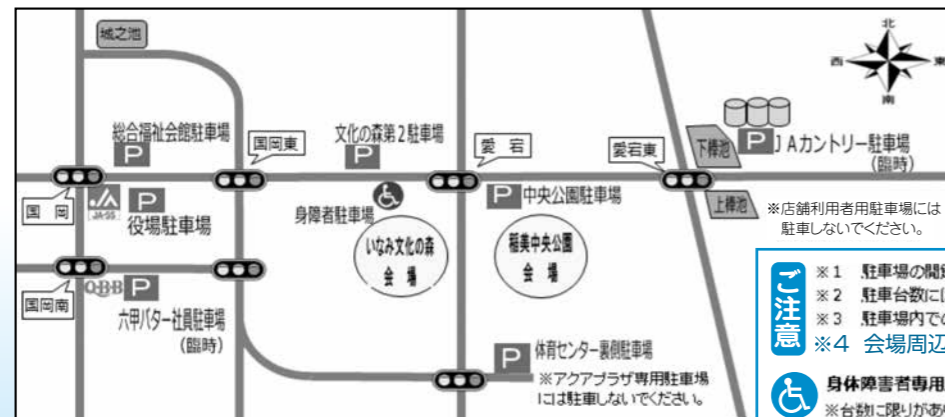 城之池
北
西
東
南
総合福祉会館駐車場
P
国岡東
文化の森第2駐車場
P
愛宕
愛宕東
下樽池
P JAカントリー駐車場
(臨時)
国岡
JA-SS
P
役場駐車場
身障者駐車場
P 中央公園駐車場
上樽池
※店舗利用者用駐車場には
駐車しないでください。
いなみ文化の森
会場
稲美中央公園
会場
国岡南
QBB
P
六甲バター社員駐車場
(臨時)
P 体育センター裏側駐車場
※アクアプラザ専用駐車場
には駐車しないでください。
ご注意
※1 駐車場の開
※2 駐車台数に
※3 駐車場内での
※4 会場周辺
身体障害者専用
※台数に限りがあ